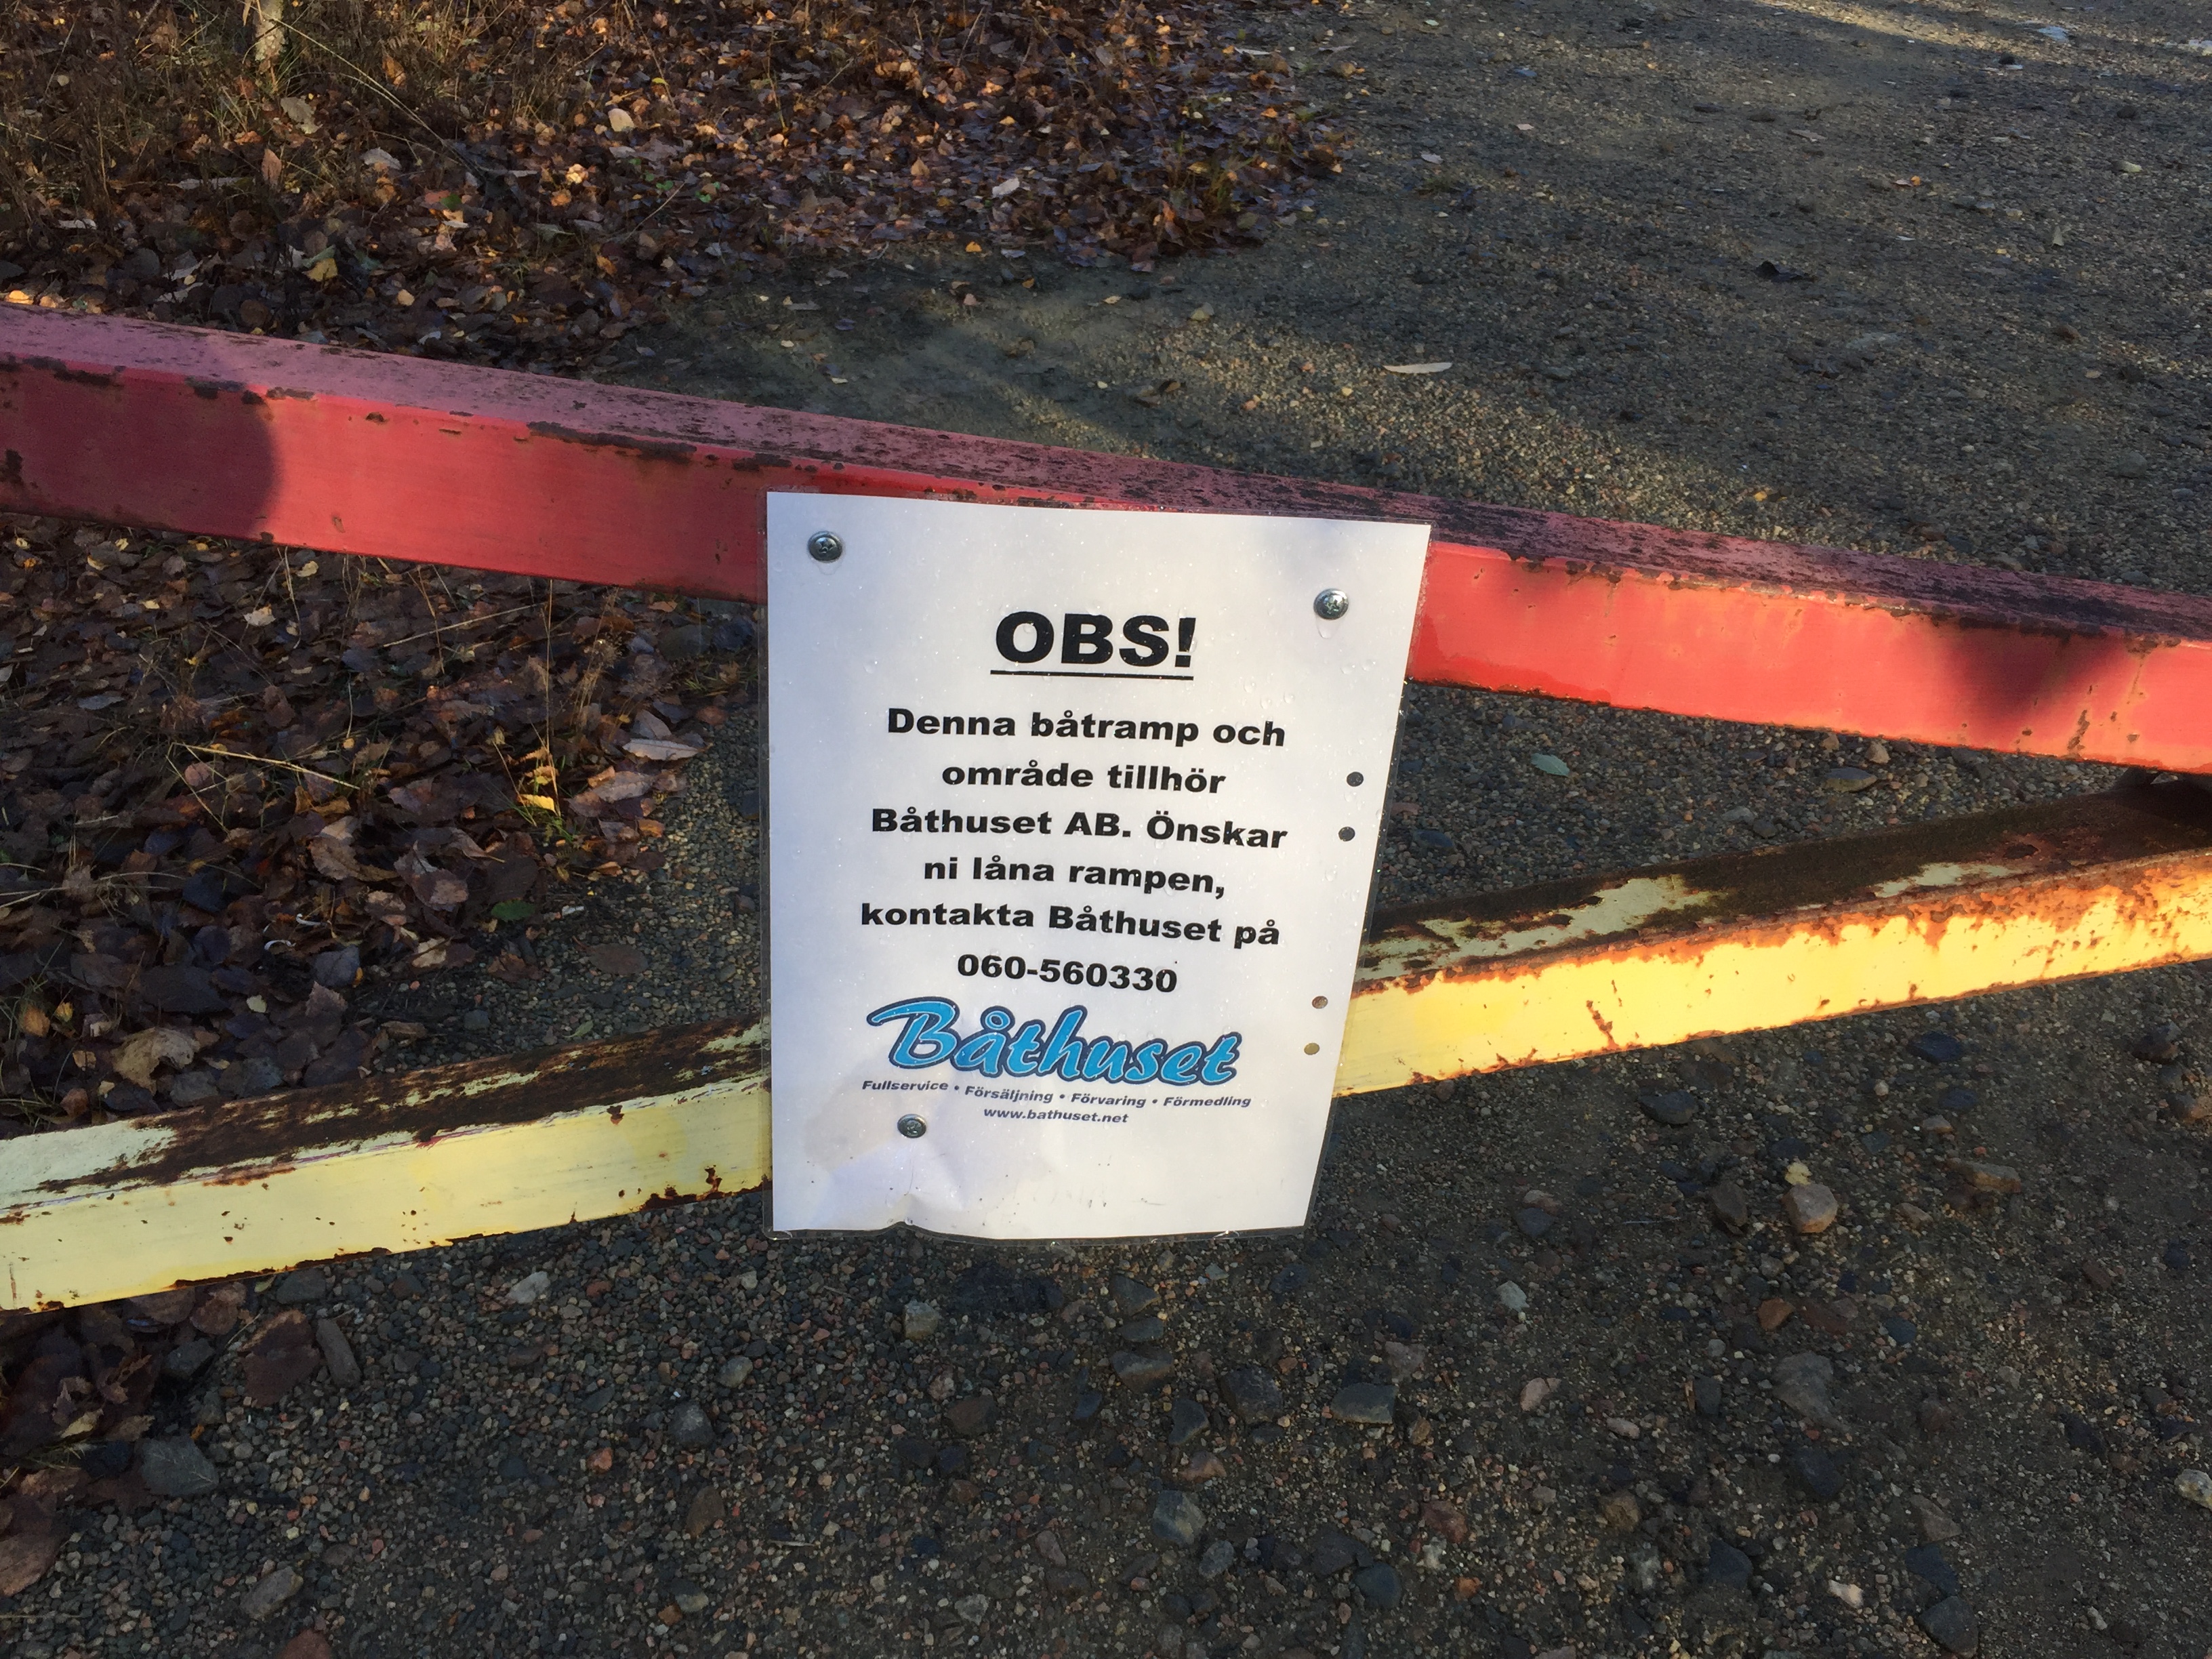 OBS!
Denna båtramp och
område tillhör
Båthuset AB. Önskar
ni låna rampen,
kontakta Båthuset på
060-560330
Båthuset
Fullservice • Försäljning • Förvaring • Förmedling
www.bathuset.net